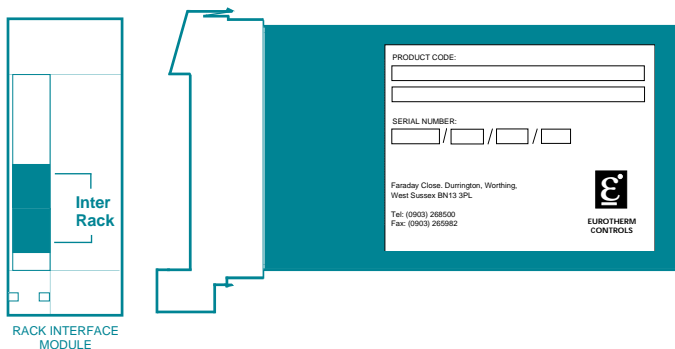 Inter
Rack
RACK INTERFACE
MODULE
PRODUCT CODE:
SERIAL NUMBER:
/ / /
Faraday Close. Durrington, Worthing,
West Sussex BN13 3PL
Tel: (0903) 268500
Fax: (0903) 265982
EUROTHERM
CONTROLS